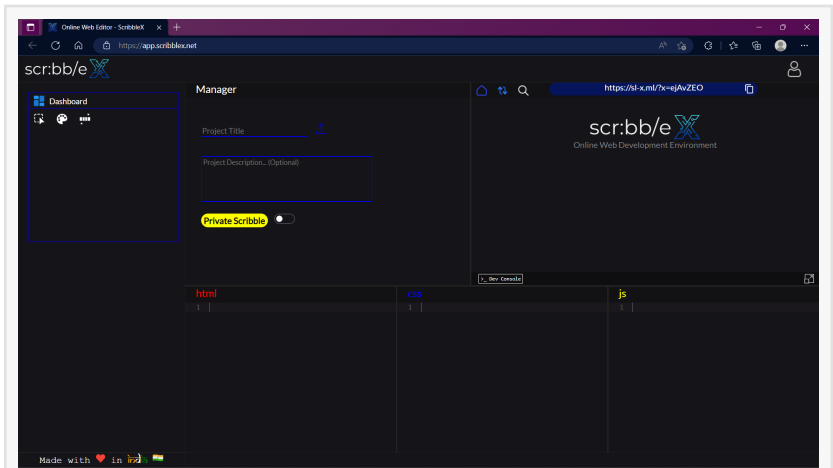 Online Web Editor - ScribbleX
https://app.scribblex.net
scr:bb/e X
Dashboard
Manager
Project Title
Project Description... (Optional)
Private Scribble
https://sl-x.ml/?x=ejAvZEO
scr:bb/e X
Online Web Development Environment
>_ Dev Console
html
css
js
1
1
1
Made with ❤ in india 🇮🇳